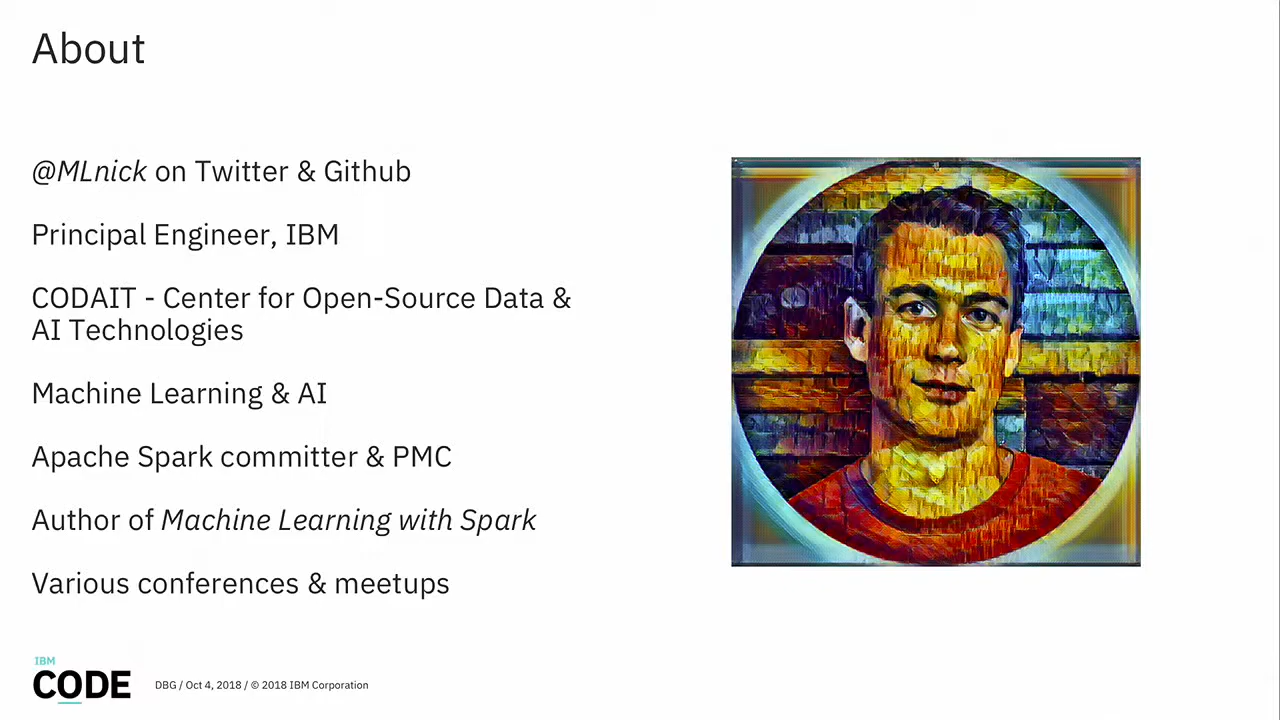 About
@MLnick on Twitter & Github
Principal Engineer, IBM
CODAIT - Center for Open-Source Data &
AI Technologies
Machine Learning & AI
Apache Spark committer & PMC
Author of Machine Learning with Spark
Various conferences & meetups
IBM
CODE
DBG / Oct 4, 2018 / © 2018 IBM Corporation